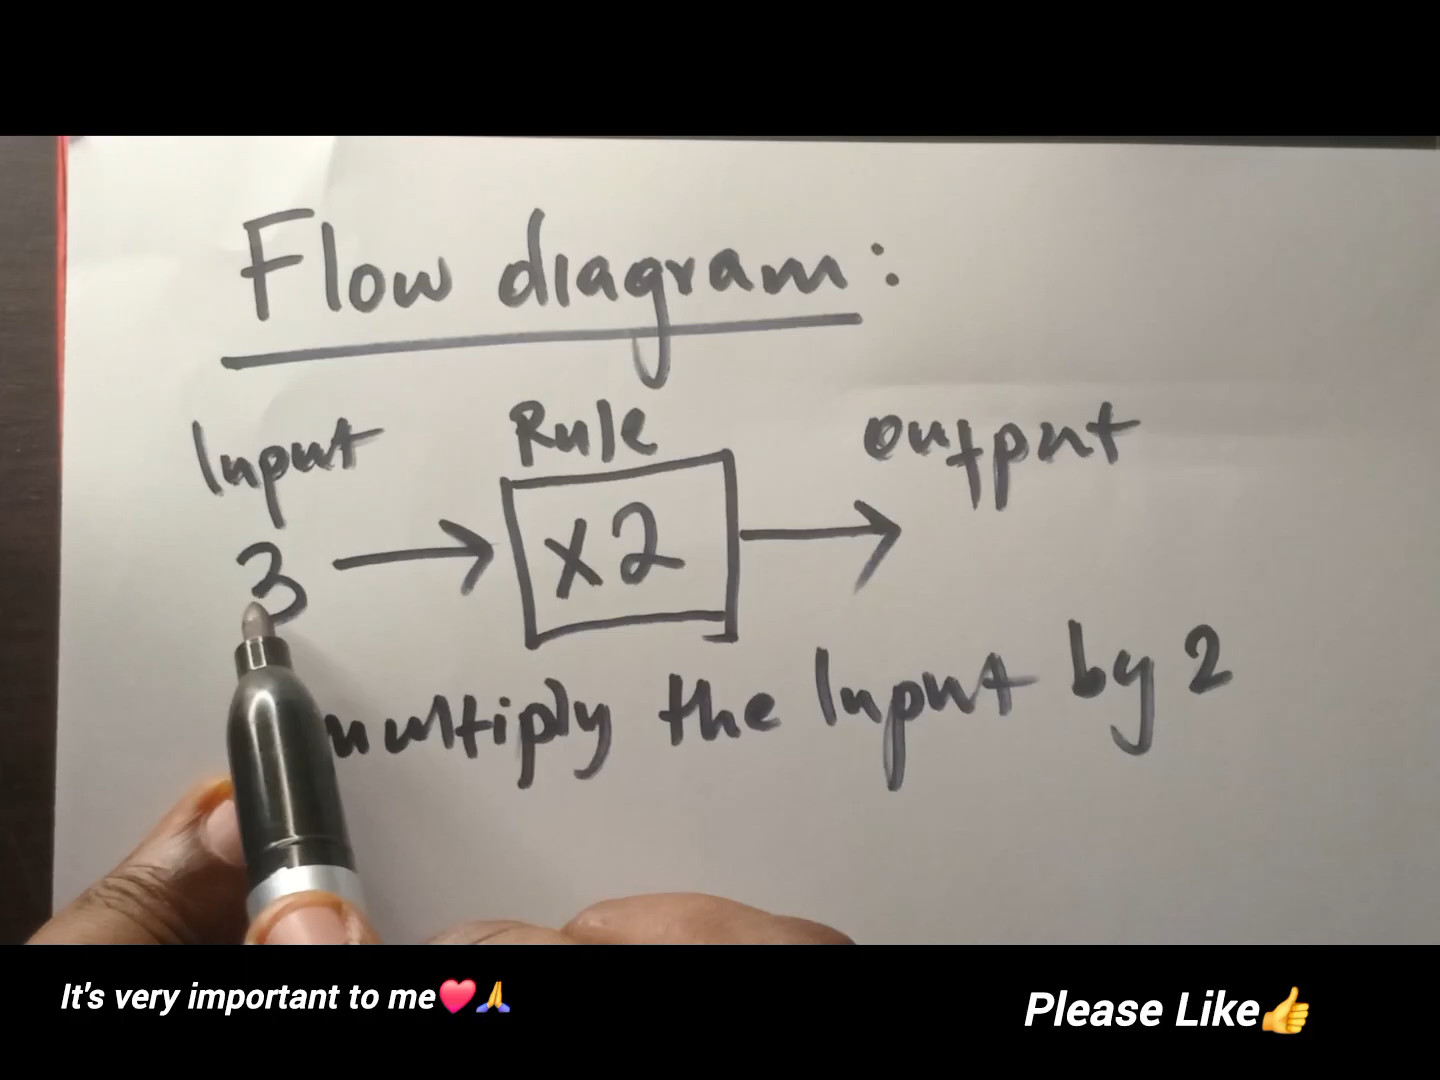 Flow diagram:
Input Rule output
3 → x2 →
multiply the Input by 2
It's very important to me❤️🙏
Please Like👍